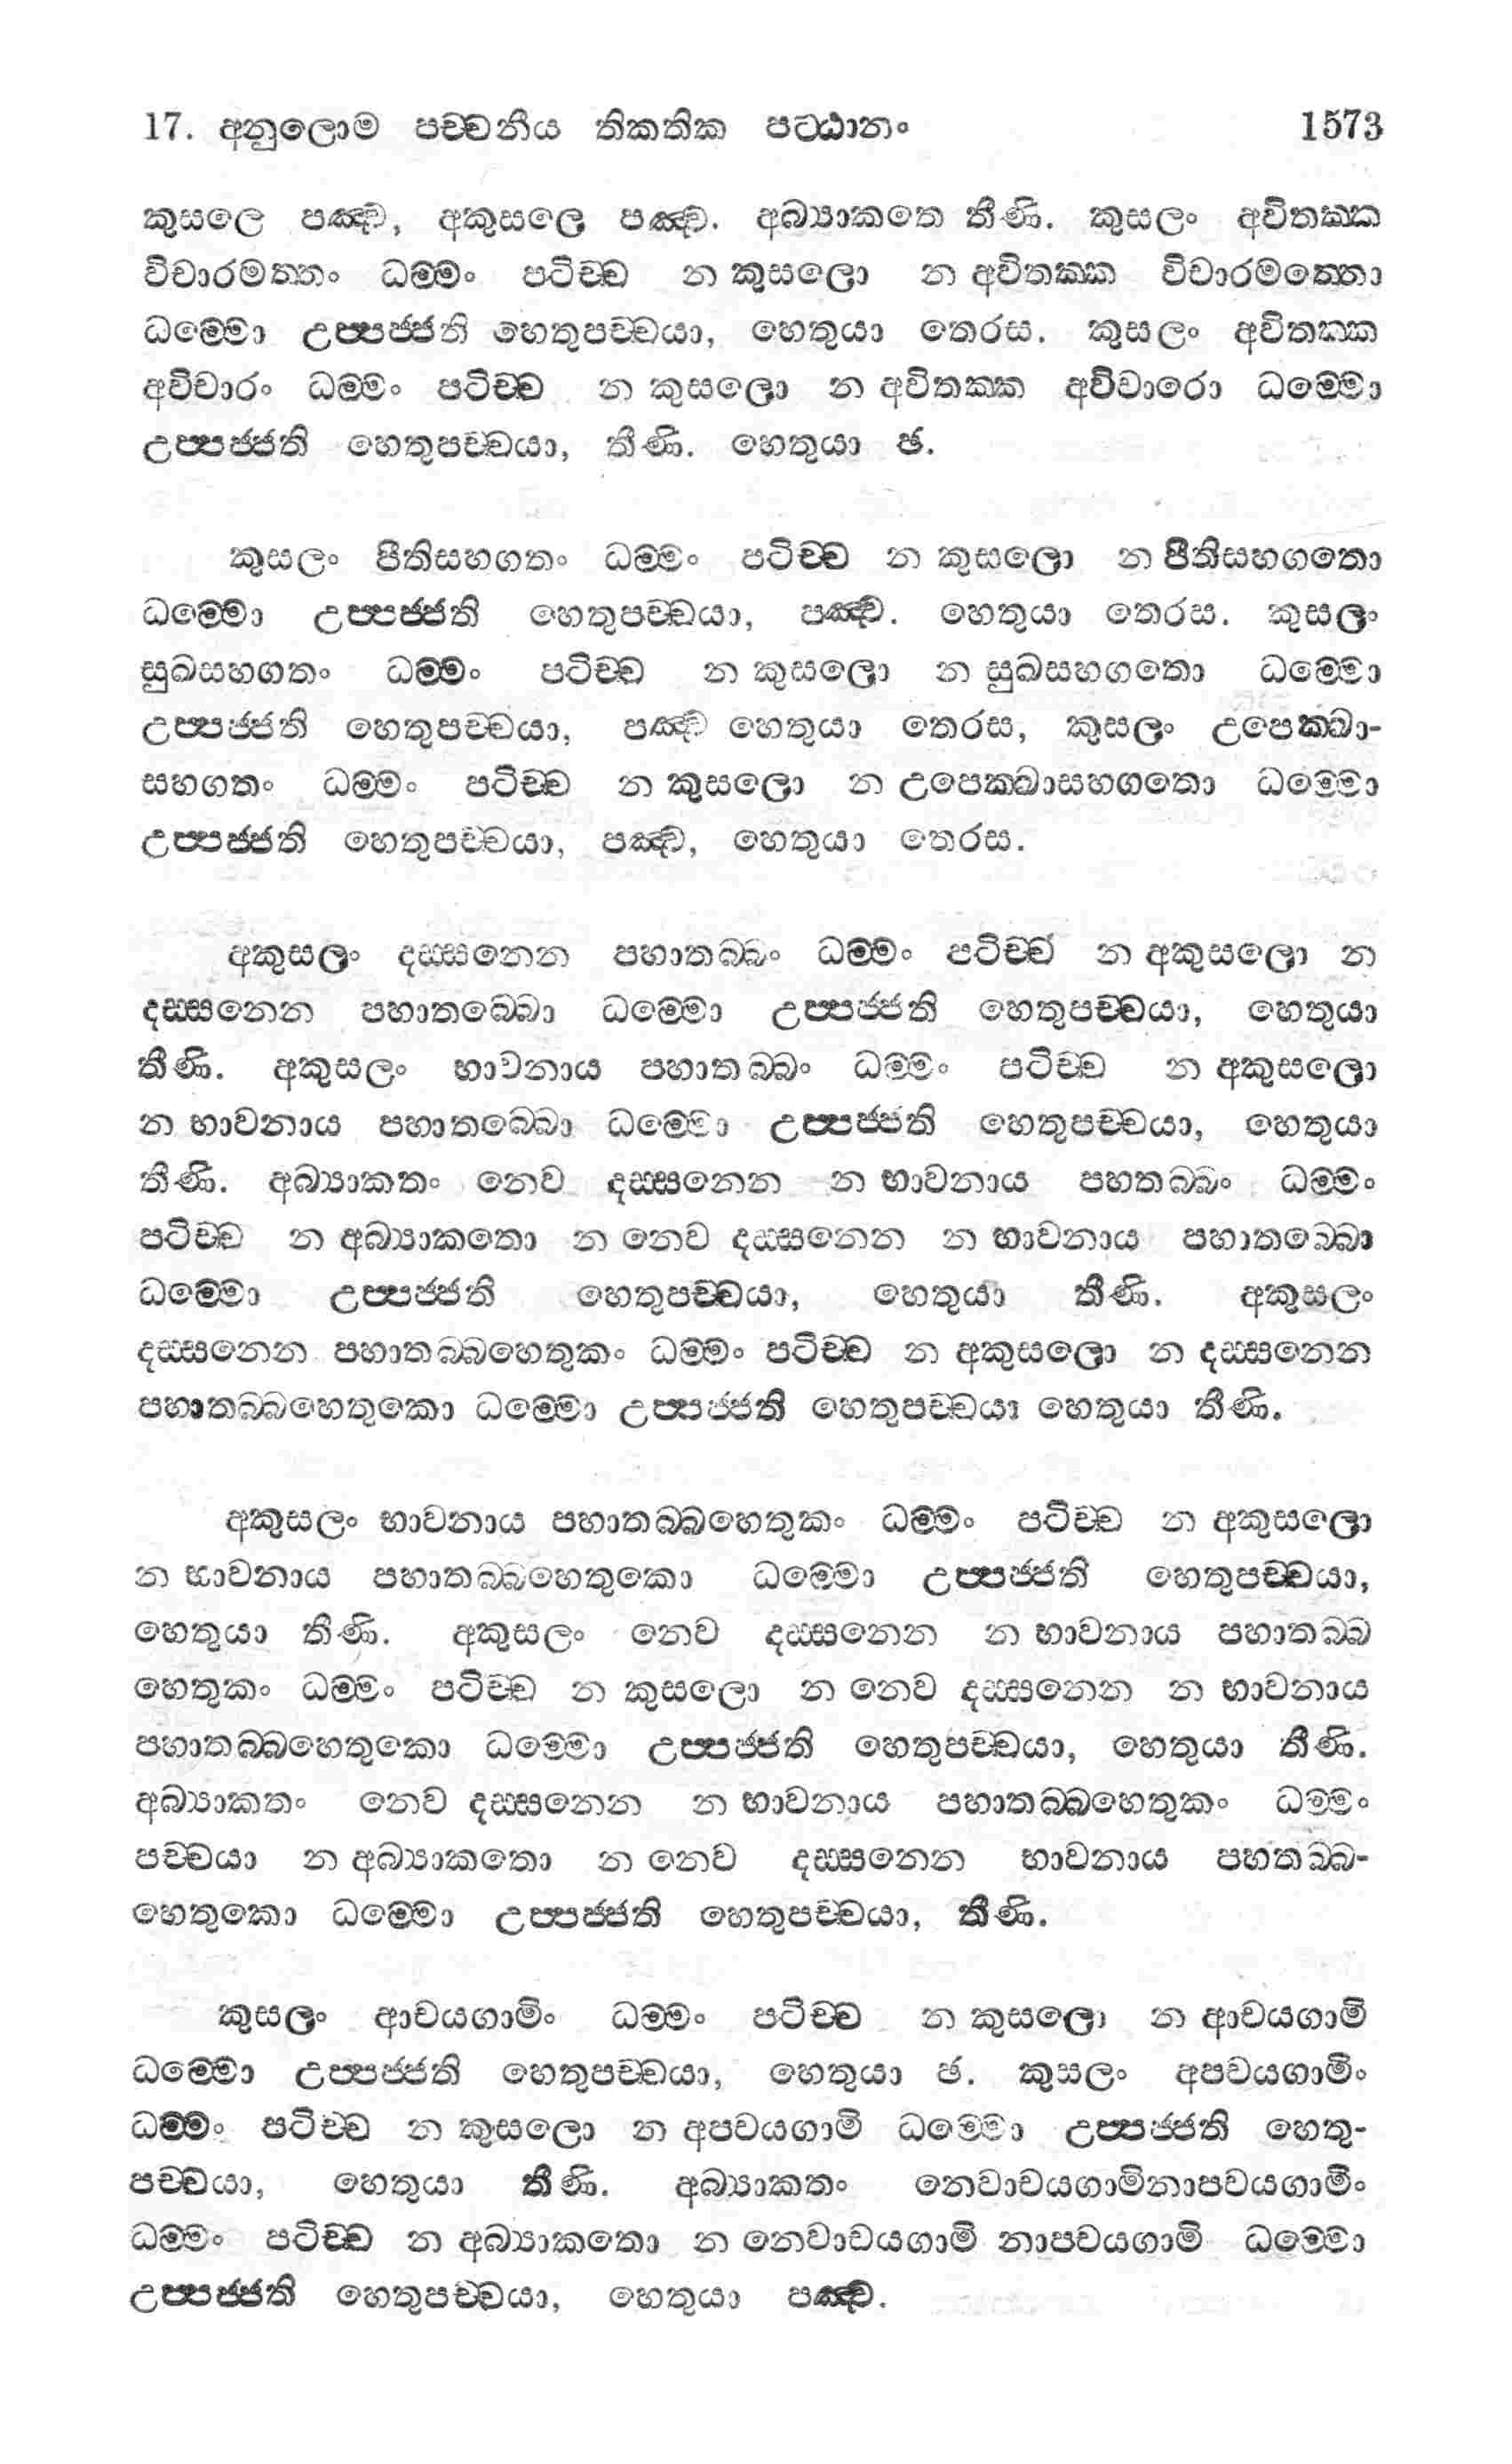 17. අනුලොම පච්චනීය තිකතික පට්ඨානං 1573
කුසලෙ පඤ්ච, අකුසලෙ පඤ්ච. අබ්‍යාකතෙ තීණි. කුසලං අවිතක්ක
විචාරමත්තං ධම්මං පටිච්ච න කුසලො න අවිතක්ක විචාරමත්තො
ධම්මො උප්පජ්ජති හෙතුපච්චයා, හෙතුයා තෙරස. කුසලං අවිතක්ක
අවිචාරං ධම්මං පටිච්ච න කුසලො න අවිතක්ක අවිචාරො ධම්මො
උප්පජ්ජති හෙතුපච්චයා, තීණි. හෙතුයා ඡ.
කුසලං පීතිසහගතං ධම්මං පටිච්ච න කුසලො න පීතිසහගතො
ධම්මො උප්පජ්ජති හෙතුපච්චයා, පඤ්ච. හෙතුයා තෙරස. කුසලං
සුඛසහගතං ධම්මං පටිච්ච න කුසලො න සුඛසහගතො ධම්මො
උප්පජ්ජති හෙතුපච්චයා, පඤ්ච හෙතුයා තෙරස, කුසලං උපෙක්ඛා-
සහගතං ධම්මං පටිච්ච න කුසලො න උපෙක්ඛාසහගතො ධම්මො
උප්පජ්ජති හෙතුපච්චයා, පඤ්ච, හෙතුයා තෙරස.
අකුසලං දස්සනෙන පහාතබ්බං ධම්මං පටිච්ච න අකුසලො න
දස්සනෙන පහාතබ්බො ධම්මො උප්පජ්ජති හෙතුපච්චයා, හෙතුයා
තීණි. අකුසලං භාවනාය පහාතබ්බං ධම්මං පටිච්ච න අකුසලො
න භාවනාය පහාතබ්බො ධම්මො උප්පජ්ජති හෙතුපච්චයා, හෙතුයා
තීණි. අබ්‍යාකතං නෙව දස්සනෙන න භාවනාය පහතබ්බං ධම්මං
පටිච්ච න අබ්‍යාකතො න නෙව දස්සනෙන න භාවනාය පහාතබ්බො
ධම්මො උප්පජ්ජති හෙතුපච්චයා, හෙතුයා තීණි. අකුසලං
දස්සනෙන පහාතබ්බහෙතුකං ධම්මං පටිච්ච න අකුසලො න දස්සනෙන
පහාතබ්බහෙතුකො ධම්මො උප්පජ්ජති හෙතුපච්චයා හෙතුයා තීණි.
අකුසලං භාවනාය පහාතබ්බහෙතුකං ධම්මං පටිච්ච න අකුසලො
න භාවනාය පහාතබ්බහෙතුකො ධම්මො උප්පජ්ජති හෙතුපච්චයා,
හෙතුයා තීණි. අකුසලං නෙව දස්සනෙන න භාවනාය පහාතබ්බ
හෙතුකං ධම්මං පටිච්ච න කුසලො න නෙව දස්සනෙන න භාවනාය
පහාතබ්බහෙතුකො ධම්මො උප්පජ්ජති හෙතුපච්චයා, හෙතුයා තීණි.
අබ්‍යාකතං නෙව දස්සනෙන න භාවනාය පහාතබ්බහෙතුකං ධම්මං
පච්චයා න අබ්‍යාකතො න නෙව දස්සනෙන භාවනාය පහතබ්බ-
හෙතුකො ධම්මො උප්පජ්ජති හෙතුපච්චයා, තීණි.
කුසලං ආචයගාමිං ධම්මං පටිච්ච න කුසලො න ආචයගාමි
ධම්මො උප්පජ්ජති හෙතුපච්චයා, හෙතුයා ඡ. කුසලං අපචයගාමිං
ධම්මං පටිච්ච න කුසලො න අපචයගාමි ධම්මො උප්පජ්ජති හෙතු-
පච්චයා, හෙතුයා තීණි. අබ්‍යාකතං නෙවාචයගාමිනාපචයගාමිං
ධම්මං පටිච්ච න අබ්‍යාකතො න නෙවාචයගාමි නාපචයගාමි ධම්මො
උප්පජ්ජති හෙතුපච්චයා, හෙතුයා පඤ්ච.